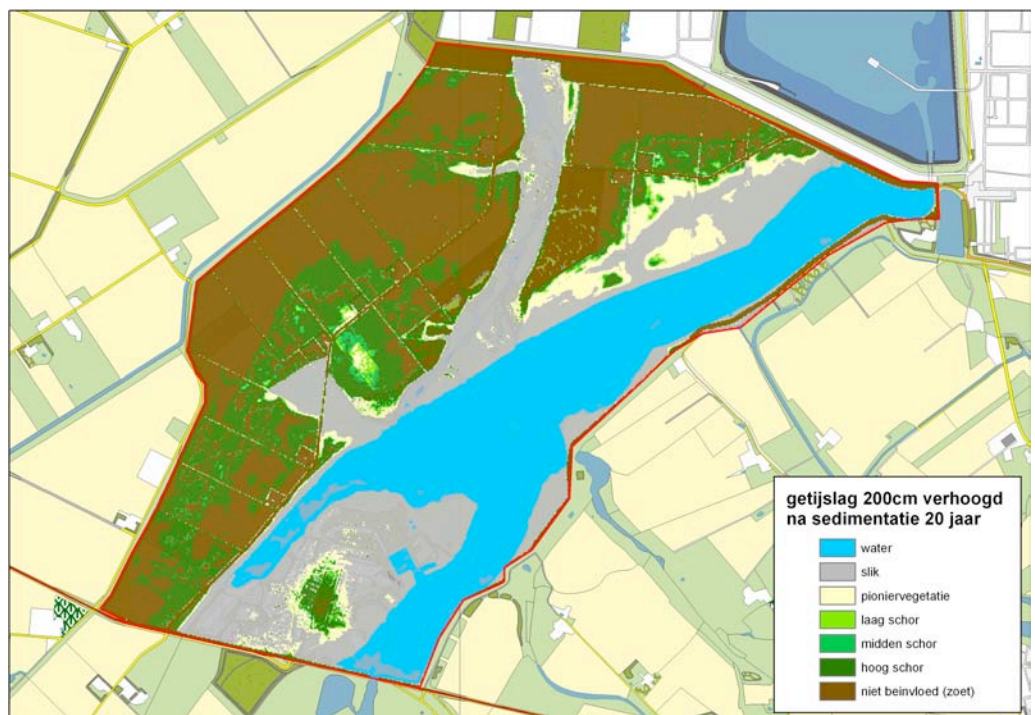 getijslag 200cm verhoogd
na sedimentatie 20 jaar
water
slik
pioniervegetatie
laag schor
midden schor
hoog schor
niet beinvloed (zoet)